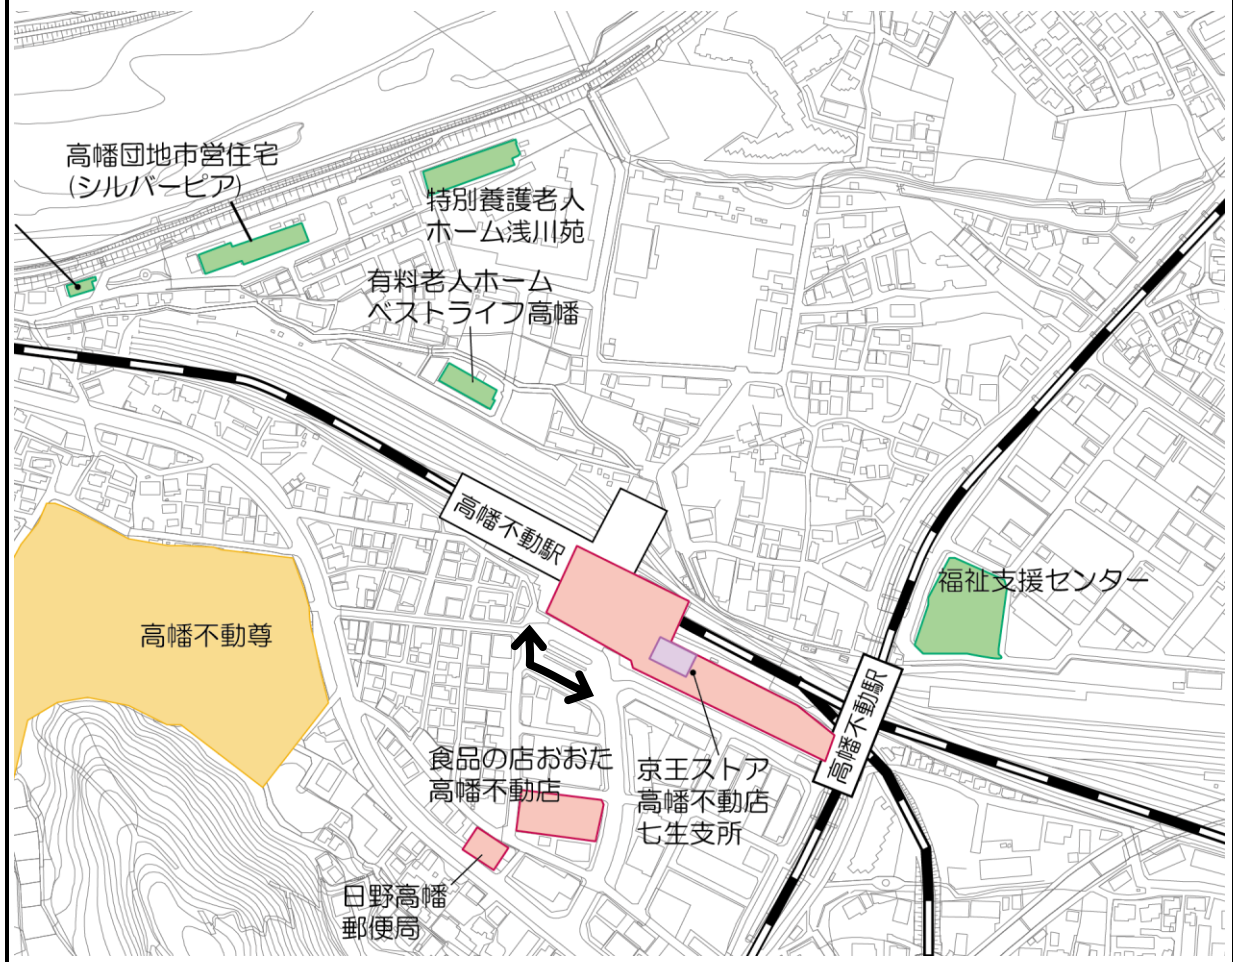 高幡団地市営住宅
(シルバーピア)
特別養護老人
ホーム浅川苑
有料老人ホーム
ベストライフ高幡
高幡不動駅
福祉支援センター
高幡不動尊
高幡不動駅
食品の店おおた
高幡不動店
京王ストア
高幡不動店
七生支所
日野高幡
郵便局